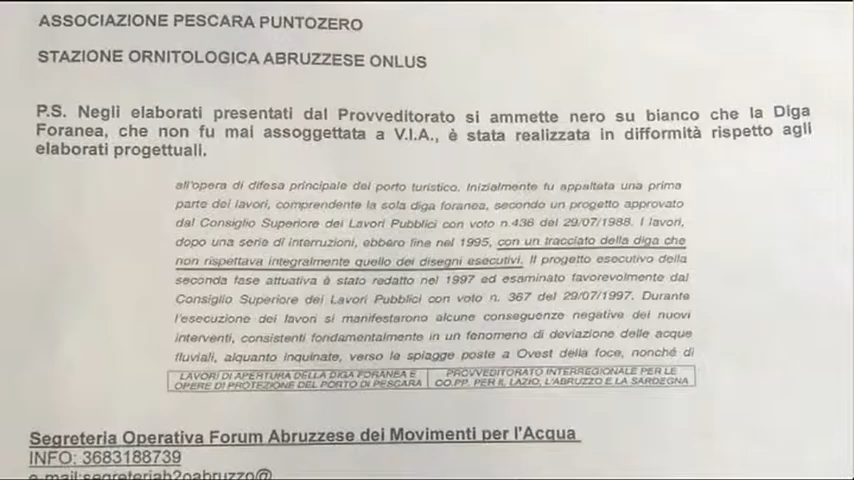 ASSOCIAZIONE PESCARA PUNTOZERO
STAZIONE ORNITOLOGICA ABRUZZESE ONLUS
P.S. Negli elaborati presentati dal Provveditorato si ammette nero su bianco che la Diga
Foranea, che non fu mai assoggettata a V.I.A., è stata realizzata in difformità rispetto agli
elaborati progettuali.
all'opera di difesa principale del porto turistico. Inizialmente fu appaltata una prima
parte dei lavori, comprendente la sola diga foranea, secondo un progetto approvato
dal Consiglio Superiore dei Lavori Pubblici con voto n.436 del 29/07/1988. I lavori,
dopo una serie di interruzioni, ebbero fine nel 1995, con un tracciato della diga che
non rispettava integralmente quello dei disegni esecutivi. Il progetto esecutivo della
seconda fase attuativa è stato redatto nel 1997 ed esaminato favorevolmente dal
Consiglio Superiore dei Lavori Pubblici con voto n. 367 del 29/07/1997. Durante
l'esecuzione dei lavori si manifestarono alcune conseguenze negative dei nuovi
interventi, consistenti fondamentalmente in un fenomeno di deviazione delle acque
fluviali, alquanto inquinate, verso le spiagge poste a Ovest della foce, nonché di
LAVORI DI APERTURA DELLA DIGA FORANEA E
OPERE DI PROTEZIONE DEL PORTO DI PESCARA
PROVVEDITORATO INTERREGIONALE PER LE
OO.PP. PER IL LAZIO, L'ABRUZZO E LA SARDEGNA
Segreteria Operativa Forum Abruzzese dei Movimenti per l'Acqua
INFO: 3683188739
e-mail:segreteriah2oabruzzo@